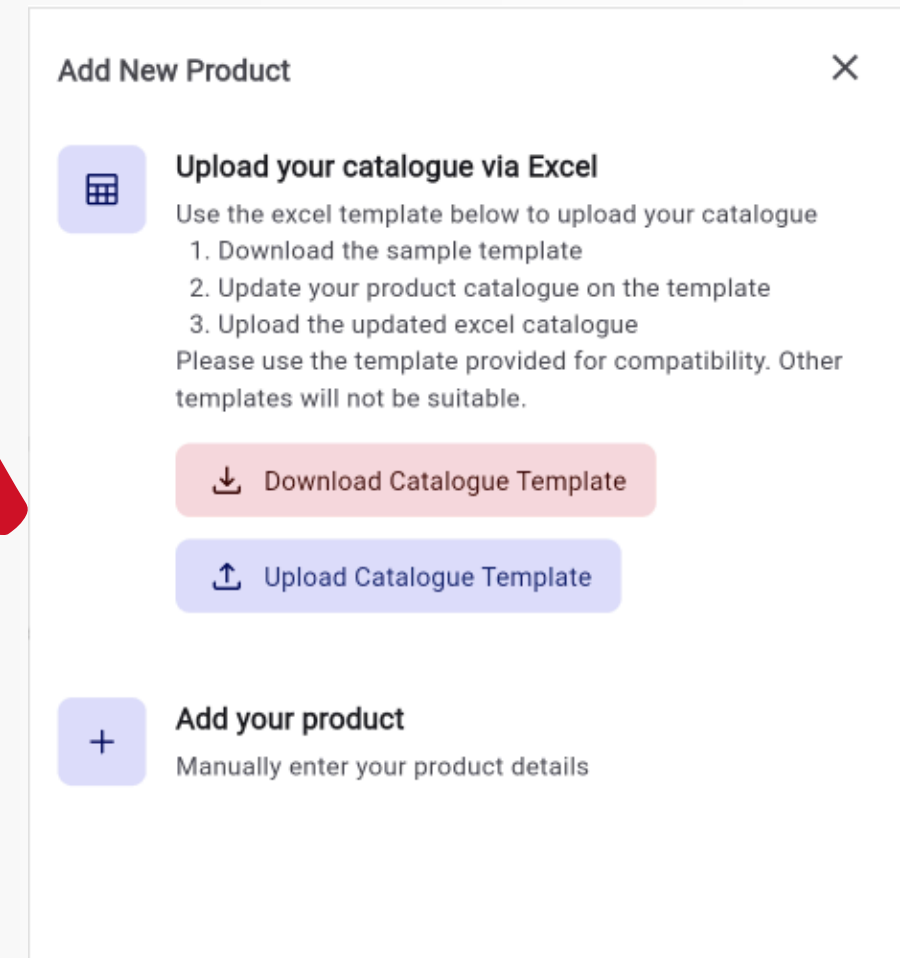 Add New Product
Upload your catalogue via Excel
Use the excel template below to upload your catalogue
1. Download the sample template
2. Update your product catalogue on the template
3. Upload the updated excel catalogue
Please use the template provided for compatibility. Other
templates will not be suitable.
Download Catalogue Template
Upload Catalogue Template
Add your product
Manually enter your product details